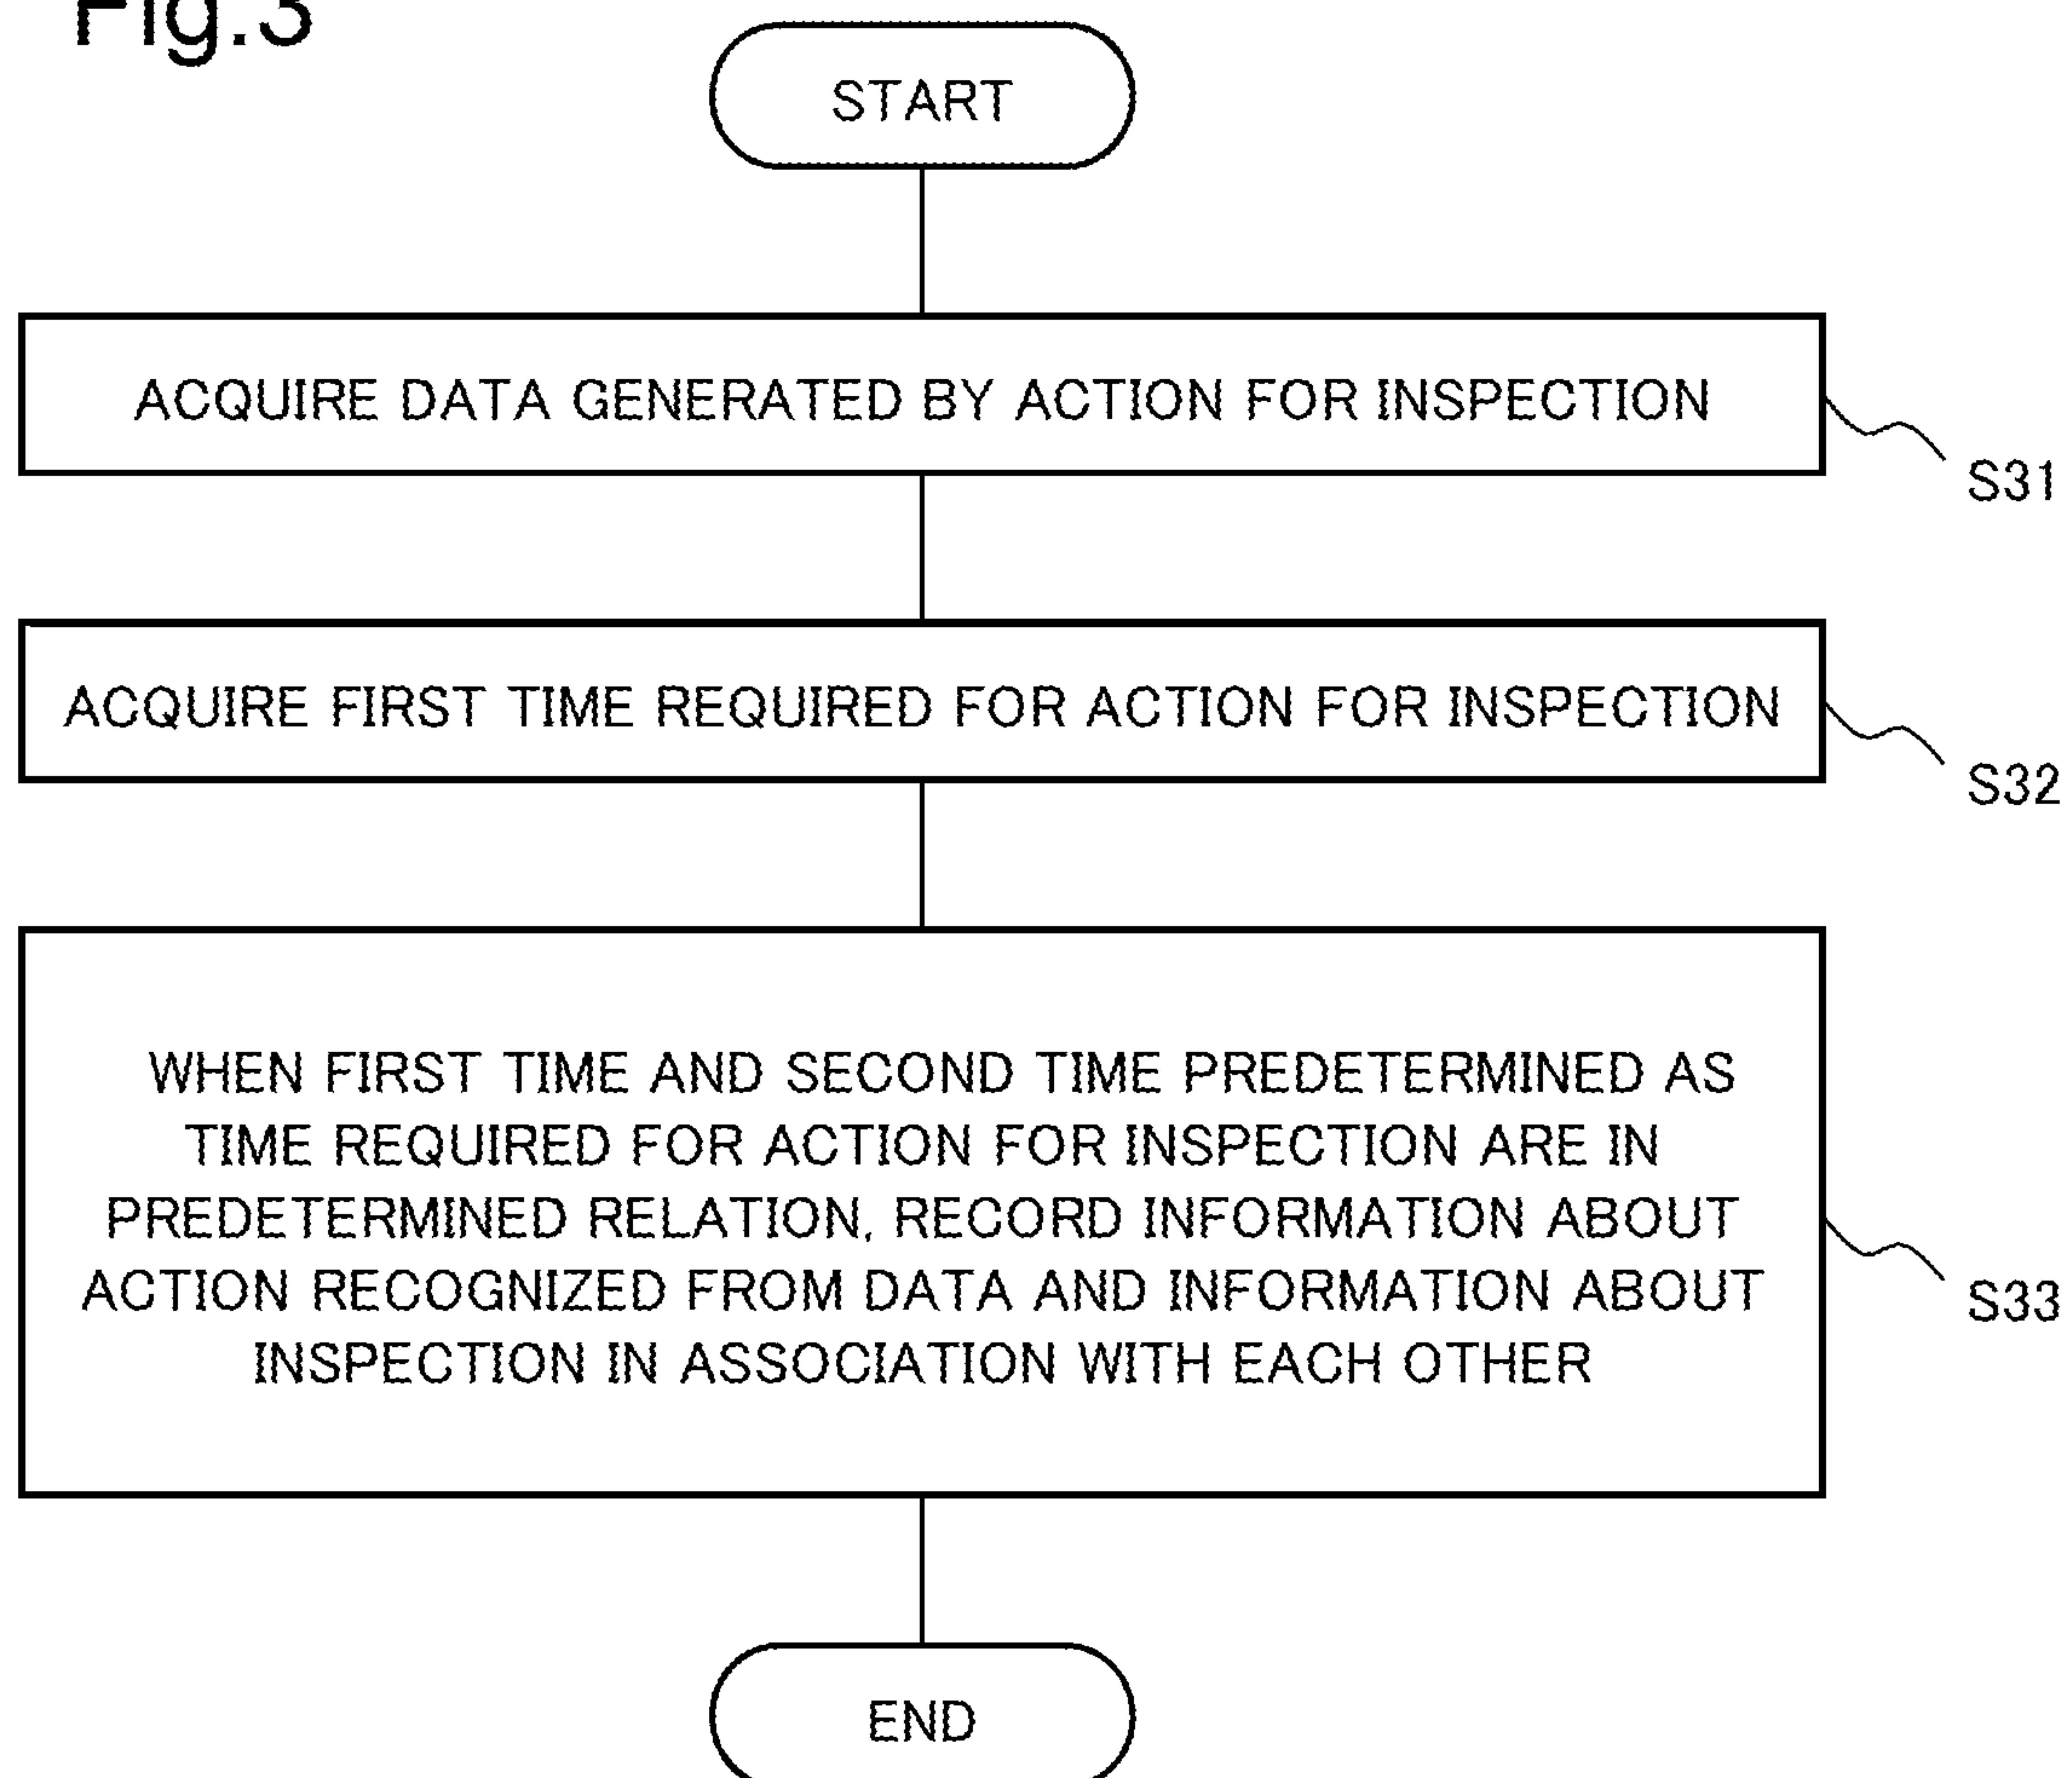 Fig.3
START
ACQUIRE DATA GENERATED BY ACTION FOR INSPECTION
S31
ACQUIRE FIRST TIME REQUIRED FOR ACTION FOR INSPECTION
S32
WHEN FIRST TIME AND SECOND TIME PREDETERMINED AS
TIME REQUIRED FOR ACTION FOR INSPECTION ARE IN
PREDETERMINED RELATION, RECORD INFORMATION ABOUT
ACTION RECOGNIZED FROM DATA AND INFORMATION ABOUT
INSPECTION IN ASSOCIATION WITH EACH OTHER
S33
END